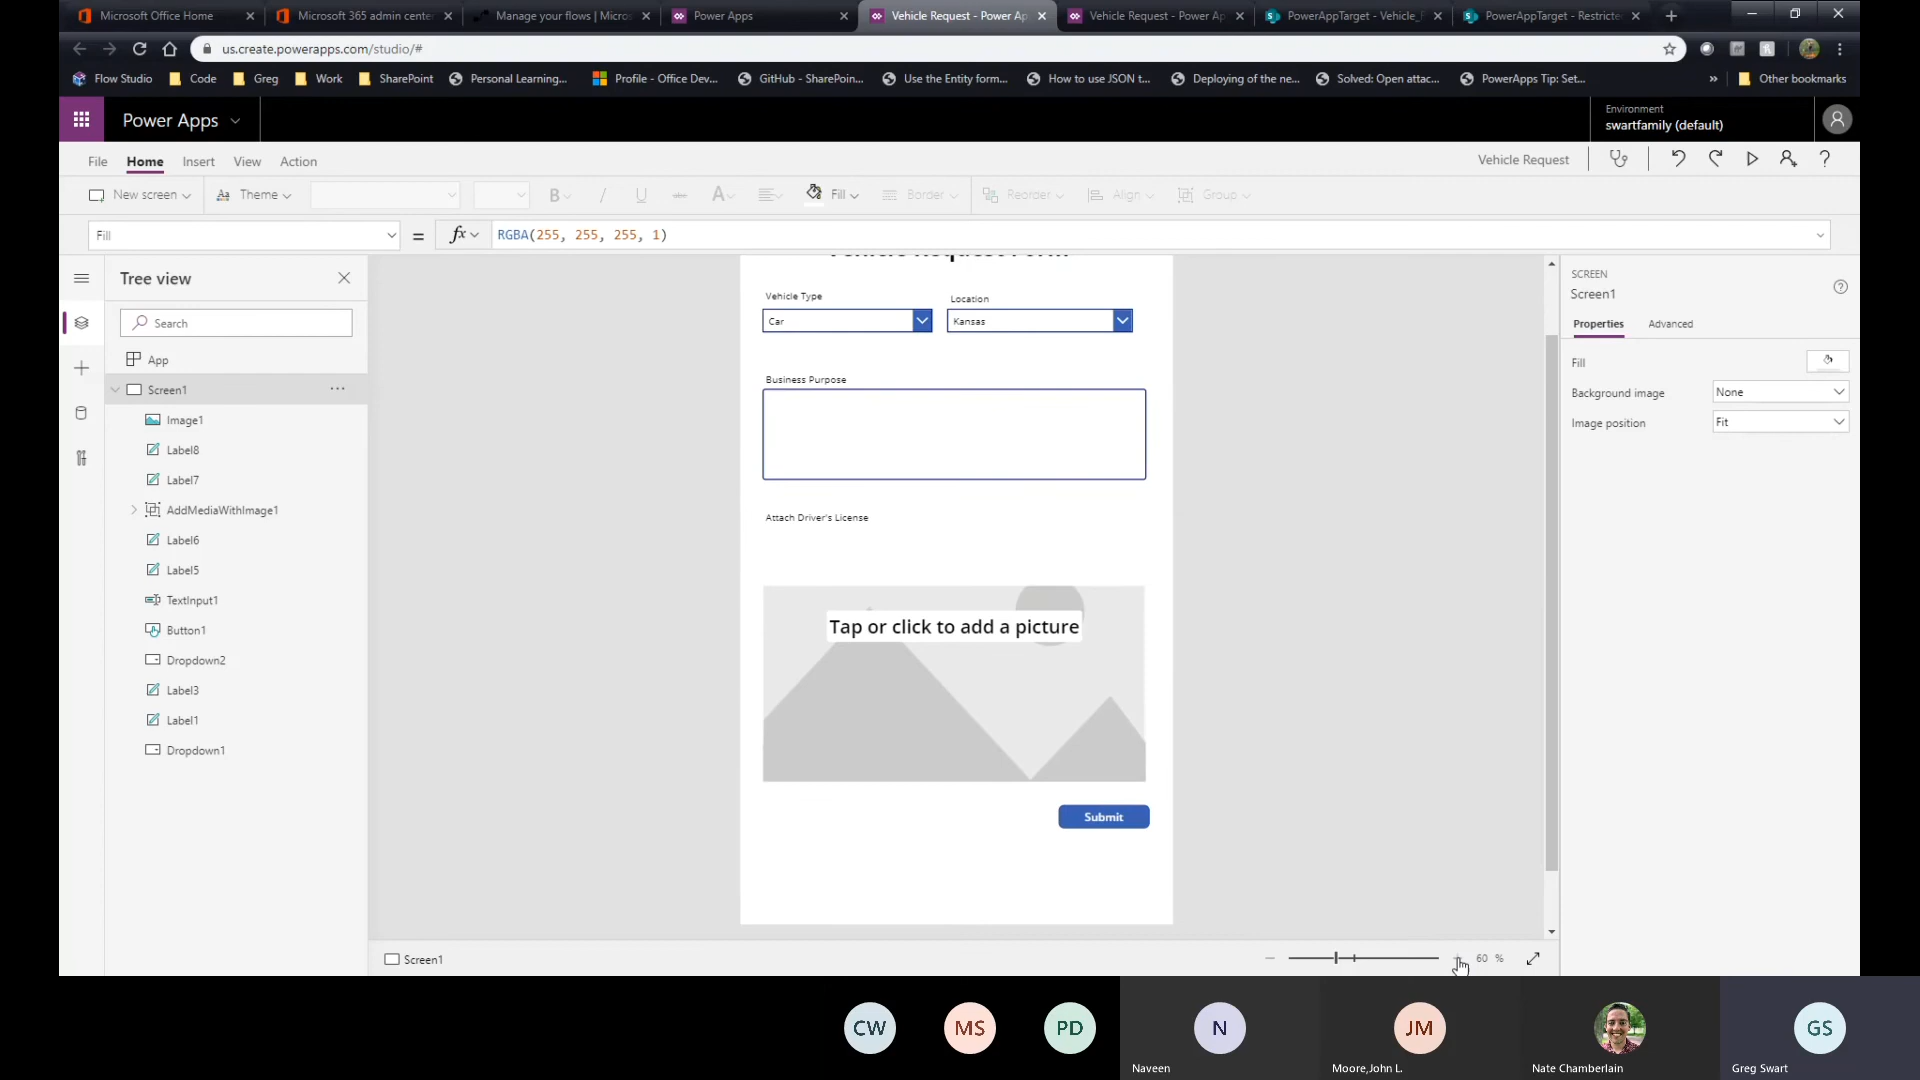 Microsoft Office Home
Microsoft 365 admin cente
Manage your flows | Micros
Power Apps
Vehicle Request - Power Ap
Vehicle Request - Power Ap
PowerAppTarget - Vehicle_
PowerAppTarget - Restricte
us.create.powerapps.com/studio/#
Flow Studio
Code
Greg
Work
SharePoint
Personal Learning...
Profile - Office Dev...
GitHub - SharePoin...
Use the Entity form...
How to use JSON t...
Deploying of the ne...
Solved: Open attac...
PowerApps Tip: Set...
»
Other bookmarks
Power Apps
Environment
swartfamily (default)
File
Home
Insert
View
Action
Vehicle Request
?
New screen
Aa Theme
B
/
U
abc
A
Fill
Border
Reorder
Align
Group
Fill
=
fx
RGBA(255, 255, 255, 1)
Tree view
Search
App
Screen1
...
Image1
Label8
Label7
AddMediaWithImage1
Label6
Label5
TextInput1
Button1
Dropdown2
Label3
Label1
Dropdown1
Vehicle Request Form
Vehicle Type
Location
Car
Kansas
Business Purpose
Attach Driver's License
Tap or click to add a picture
Submit
SCREEN
Screen1
?
Properties
Advanced
Fill
Background image
None
Image position
Fit
Screen1
60 %
CW
MS
PD
N
JM
GS
Naveen
Moore,John L.
Nate Chamberlain
Greg Swart